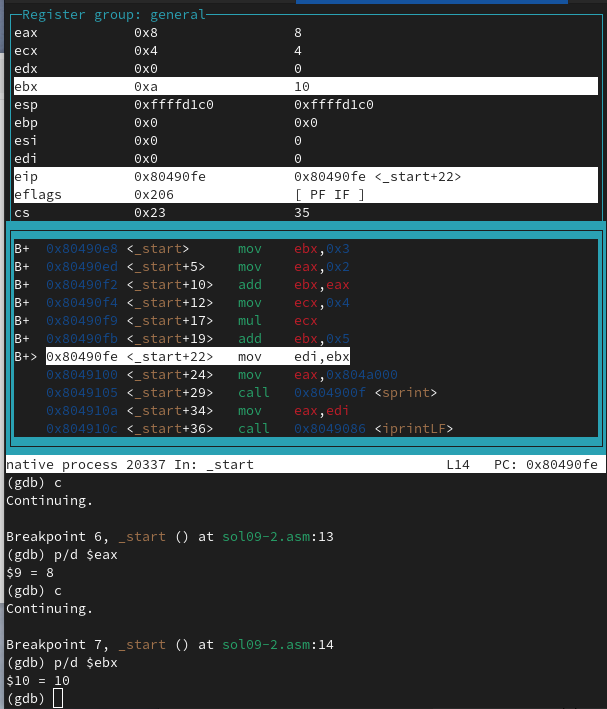 Register group: general
eax 0x8 8
ecx 0x4 4
edx 0x0 0
ebx 0xa 10
esp 0xffffd1c0 0xffffd1c0
ebp 0x0 0x0
esi 0x0 0
edi 0x0 0
eip 0x80490fe 0x80490fe <_start+22>
eflags 0x206 [ PF IF ]
cs 0x23 35
B+ 0x80490e8 <_start> mov ebx,0x3
B+ 0x80490ed <_start+5> mov eax,0x2
B+ 0x80490f2 <_start+10> add ebx,eax
B+ 0x80490f4 <_start+12> mov ecx,0x4
B+ 0x80490f9 <_start+17> mul ecx
B+ 0x80490fb <_start+19> add ebx,0x5
B+> 0x80490fe <_start+22> mov edi,ebx
0x8049100 <_start+24> mov eax,0x804a000
0x8049105 <_start+29> call 0x804900f <sprint>
0x804910a <_start+34> mov eax,edi
0x804910c <_start+36> call 0x8049086 <iprintLF>
native process 20337 In: _start L14 PC: 0x80490fe
(gdb) c
Continuing.
Breakpoint 6, _start () at sol09-2.asm:13
(gdb) p/d $eax
$9 = 8
(gdb) c
Continuing.
Breakpoint 7, _start () at sol09-2.asm:14
(gdb) p/d $ebx
$10 = 10
(gdb)